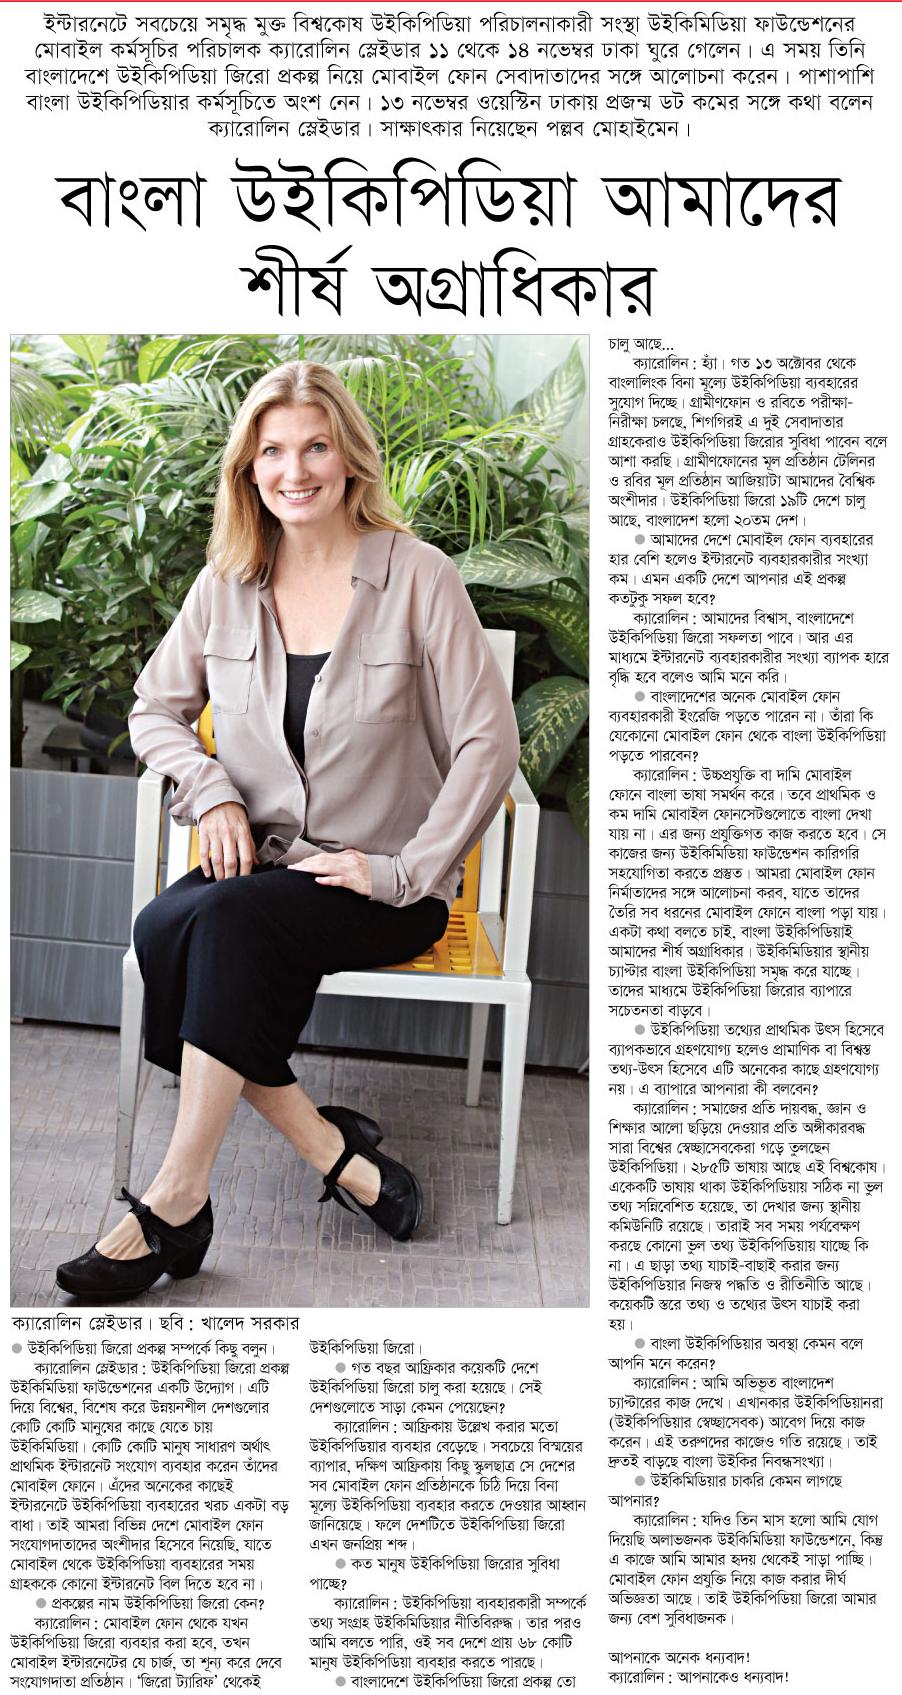 ইন্টারনেটে সবচেয়ে সমৃদ্ধ মুক্ত বিশ্বকোষ উইকিপিডিয়া পরিচালনাকারী সংস্থা উইকিমিডিয়া ফাউন্ডেশনের
মোবাইল কর্মসূচির পরিচালক ক্যারোলিন স্লেইডার ১১ থেকে ১৪ নভেম্বর ঢাকা ঘুরে গেলেন। এ সময় তিনি
বাংলাদেশে উইকিপিডিয়া জিরো প্রকল্প নিয়ে মোবাইল ফোন সেবাদাতাদের সঙ্গে আলোচনা করেন। পাশাপাশি
বাংলা উইকিপিডিয়ার কর্মসূচিতে অংশ নেন। ১৩ নভেম্বর ওয়েস্টিন ঢাকায় প্রজন্ম ডট কমের সঙ্গে কথা বলেন
ক্যারোলিন স্লেইডার। সাক্ষাৎকার নিয়েছেন পল্লব মোহাইমেন।
বাংলা উইকিপিডিয়া আমাদের
শীর্ষ অগ্রাধিকার
ক্যারোলিন স্লেইডার। ছবি : খালেদ সরকার
● উইকিপিডিয়া জিরো প্রকল্প সম্পর্কে কিছু বলুন।
ক্যারোলিন স্লেইডার : উইকিপিডিয়া জিরো প্রকল্প
উইকিমিডিয়া ফাউন্ডেশনের একটি উদ্যোগ। এটি
দিয়ে বিশ্বের, বিশেষ করে উন্নয়নশীল দেশগুলোর
কোটি কোটি মানুষের কাছে যেতে চায়
উইকিমিডিয়া। কোটি কোটি মানুষ সাধারণ অর্থাৎ
প্রাথমিক ইন্টারনেট সংযোগ ব্যবহার করেন তাঁদের
মোবাইল ফোনে। এঁদের অনেকের কাছেই
ইন্টারনেটে উইকিপিডিয়া ব্যবহারের খরচ একটা বড়
বাধা। তাই আমরা বিভিন্ন দেশে মোবাইল ফোন
সংযোগদাতাদের অংশীদার হিসেবে নিয়েছি, যাতে
মোবাইল থেকে উইকিপিডিয়া ব্যবহারের সময়
গ্রাহককে কোনো ইন্টারনেট বিল দিতে হবে না।
● প্রকল্পের নাম উইকিপিডিয়া জিরো কেন?
ক্যারোলিন : মোবাইল ফোন থেকে যখন
উইকিপিডিয়া জিরো ব্যবহার করা হবে, তখন
মোবাইল ইন্টারনেটের যে চার্জ, তা শূন্য করে দেবে
সংযোগদাতা প্রতিষ্ঠান। ‘জিরো ট্যারিফ’ থেকেই
উইকিপিডিয়া জিরো।
● গত বছর আফ্রিকার কয়েকটি দেশে
উইকিপিডিয়া জিরো চালু করা হয়েছে। সেই
দেশগুলোতে সাড়া কেমন পেয়েছেন?
ক্যারোলিন : আফ্রিকায় উল্লেখ করার মতো
উইকিপিডিয়ার ব্যবহার বেড়েছে। সবচেয়ে বিস্ময়ের
ব্যাপার, দক্ষিণ আফ্রিকায় কিছু স্কুলছাত্র সে দেশের
সব মোবাইল ফোন প্রতিষ্ঠানকে চিঠি দিয়ে বিনা
মূল্যে উইকিপিডিয়া ব্যবহার করতে দেওয়ার আহ্বান
জানিয়েছে। ফলে দেশটিতে উইকিপিডিয়া জিরো
এখন জনপ্রিয় শব্দ।
● কত মানুষ উইকিপিডিয়া জিরোর সুবিধা
পাচ্ছে?
ক্যারোলিন : উইকিপিডিয়া ব্যবহারকারী সম্পর্কে
তথ্য সংগ্রহ উইকিমিডিয়ার নীতিবিরুদ্ধ। তার পরও
আমি বলতে পারি, ওই সব দেশে প্রায় ৬৮ কোটি
মানুষ উইকিপিডিয়া ব্যবহার করতে পারছে।
● বাংলাদেশে উইকিপিডিয়া জিরো প্রকল্প তো
চালু আছে...
ক্যারোলিন : হ্যাঁ। গত ১৩ অক্টোবর থেকে
বাংলালিংক বিনা মূল্যে উইকিপিডিয়া ব্যবহারের
সুযোগ দিচ্ছে। গ্রামীণফোন ও রবিতে পরীক্ষা-
নিরীক্ষা চলছে, শিগগিরই এ দুই সেবাদাতার
গ্রাহকেরাও উইকিপিডিয়া জিরোর সুবিধা পাবেন বলে
আশা করছি। গ্রামীণফোনের মূল প্রতিষ্ঠান টেলিনর
ও রবির মূল প্রতিষ্ঠান আজিয়াটা আমাদের বৈশ্বিক
অংশীদার। উইকিপিডিয়া জিরো ১৯টি দেশে চালু
আছে, বাংলাদেশ হলো ২০তম দেশ।
● আমাদের দেশে মোবাইল ফোন ব্যবহারের
হার বেশি হলেও ইন্টারনেট ব্যবহারকারীর সংখ্যা
কম। এমন একটি দেশে আপনার এই প্রকল্প
কতটুকু সফল হবে?
ক্যারোলিন : আমাদের বিশ্বাস, বাংলাদেশে
উইকিপিডিয়া জিরো সফলতা পাবে। আর এর
মাধ্যমে ইন্টারনেট ব্যবহারকারীর সংখ্যা ব্যাপক হারে
বৃদ্ধি হবে বলেও আমি মনে করি।
● বাংলাদেশের অনেক মোবাইল ফোন
ব্যবহারকারী ইংরেজি পড়তে পারেন না। তাঁরা কি
যেকোনো মোবাইল ফোন থেকে বাংলা উইকিপিডিয়া
পড়তে পারবেন?
ক্যারোলিন : উচ্চপ্রযুক্তি বা দামি মোবাইল
ফোনে বাংলা ভাষা সমর্থন করে। তবে প্রাথমিক ও
কম দামি মোবাইল ফোনসেটগুলোতে বাংলা দেখা
যায় না। এর জন্য প্রযুক্তিগত কাজ করতে হবে। সে
কাজের জন্য উইকিমিডিয়া ফাউন্ডেশন কারিগরি
সহযোগিতা করতে প্রস্তুত। আমরা মোবাইল ফোন
নির্মাতাদের সঙ্গে আলোচনা করব, যাতে তাদের
তৈরি সব ধরনের মোবাইল ফোনে বাংলা পড়া যায়।
একটা কথা বলতে চাই, বাংলা উইকিপিডিয়াই
আমাদের শীর্ষ অগ্রাধিকার। উইকিমিডিয়ার স্থানীয়
চ্যাপ্টার বাংলা উইকিপিডিয়া সমৃদ্ধ করে যাচ্ছে।
তাদের মাধ্যমে উইকিপিডিয়া জিরোর ব্যাপারে
সচেতনতা বাড়বে।
● উইকিপিডিয়া তথ্যের প্রাথমিক উৎস হিসেবে
ব্যাপকভাবে গ্রহণযোগ্য হলেও প্রামাণিক বা বিশ্বস্ত
তথ্য-উৎস হিসেবে এটি অনেকের কাছে গ্রহণযোগ্য
নয়। এ ব্যাপারে আপনারা কী বলবেন?
ক্যারোলিন : সমাজের প্রতি দায়বদ্ধ, জ্ঞান ও
শিক্ষার আলো ছড়িয়ে দেওয়ার প্রতি অঙ্গীকারবদ্ধ
সারা বিশ্বের স্বেচ্ছাসেবকেরা গড়ে তুলছেন
উইকিপিডিয়া। ২৮৫টি ভাষায় আছে এই বিশ্বকোষ।
একেকটি ভাষায় থাকা উইকিপিডিয়ায় সঠিক না ভুল
তথ্য সন্নিবেশিত হয়েছে, তা দেখার জন্য স্থানীয়
কমিউনিটি রয়েছে। তারাই সব সময় পর্যবেক্ষণ
করছে কোনো ভুল তথ্য উইকিপিডিয়ায় যাচ্ছে কি
না। এ ছাড়া তথ্য যাচাই-বাছাই করার জন্য
উইকিপিডিয়ার নিজস্ব পদ্ধতি ও রীতিনীতি আছে।
কয়েকটি স্তরে তথ্য ও তথ্যের উৎস যাচাই করা
হয়।
● বাংলা উইকিপিডিয়ার অবস্থা কেমন বলে
আপনি মনে করেন?
ক্যারোলিন : আমি অভিভূত বাংলাদেশ
চ্যাপ্টারের কাজ দেখে। এখানকার উইকিপিডিয়ানরা
(উইকিপিডিয়ার স্বেচ্ছাসেবক) আবেগ দিয়ে কাজ
করেন। এই তরুণদের কাজেও গতি রয়েছে। তাই
দ্রুতই বাড়ছে বাংলা উইকির নিবন্ধসংখ্যা।
● উইকিমিডিয়ার চাকরি কেমন লাগছে
আপনার?
ক্যারোলিন : যদিও তিন মাস হলো আমি যোগ
দিয়েছি অলাভজনক উইকিমিডিয়া ফাউন্ডেশনে, কিন্তু
এ কাজে আমি আমার হৃদয় থেকেই সাড়া পাচ্ছি।
মোবাইল ফোন প্রযুক্তি নিয়ে কাজ করার দীর্ঘ
অভিজ্ঞতা আছে। তাই উইকিপিডিয়া জিরো আমার
জন্য বেশ সুবিধাজনক।
আপনাকে অনেক ধন্যবাদ!
ক্যারোলিন : আপনাকেও ধন্যবাদ!